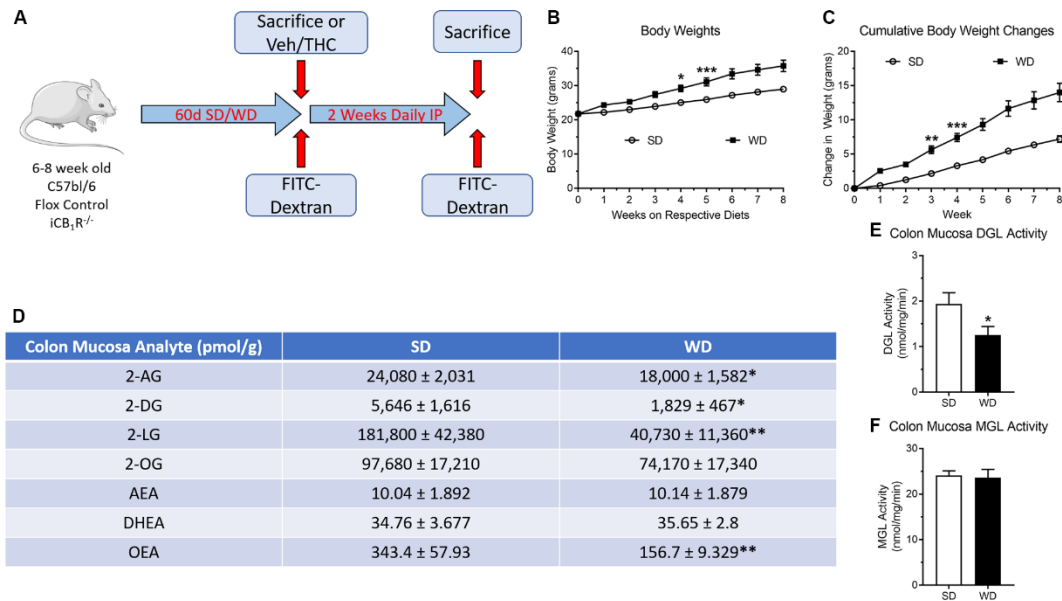 A
Sacrifice or
Veh/THC
Sacrifice
60d SD/WD
2 Weeks Daily IP
FITC-
Dextran
FITC-
Dextran
6-8 week old
C57bl/6
Flox Control
iCB₁R⁻/⁻
B
Body Weights
Body Weight (grams)
40
30
20
10
0
* ***
SD WD
0 1 2 3 4 5 6 7 8
Weeks on Respective Diets
C
Cumulative Body Weight Changes
SD WD
Change in Weight (grams)
25
20
15
10
5
0
** ***
0 1 2 3 4 5 6 7 8
Week
D
Colon Mucosa Analyte (pmol/g) SD WD
2-AG 24,080 ± 2,031 18,000 ± 1,582*
2-DG 5,646 ± 1,616 1,829 ± 467*
2-LG 181,800 ± 42,380 40,730 ± 11,360**
2-OG 97,680 ± 17,210 74,170 ± 17,340
AEA 10.04 ± 1.892 10.14 ± 1.879
DHEA 34.76 ± 3.677 35.65 ± 2.8
OEA 343.4 ± 57.93 156.7 ± 9.329**
E
Colon Mucosa DGL Activity
DGL Activity
(nmol/mg/min)
3
2
1
0
*
SD WD
F
Colon Mucosa MGL Activity
MGL Activity
(nmol/mg/min)
30
20
10
0
SD WD